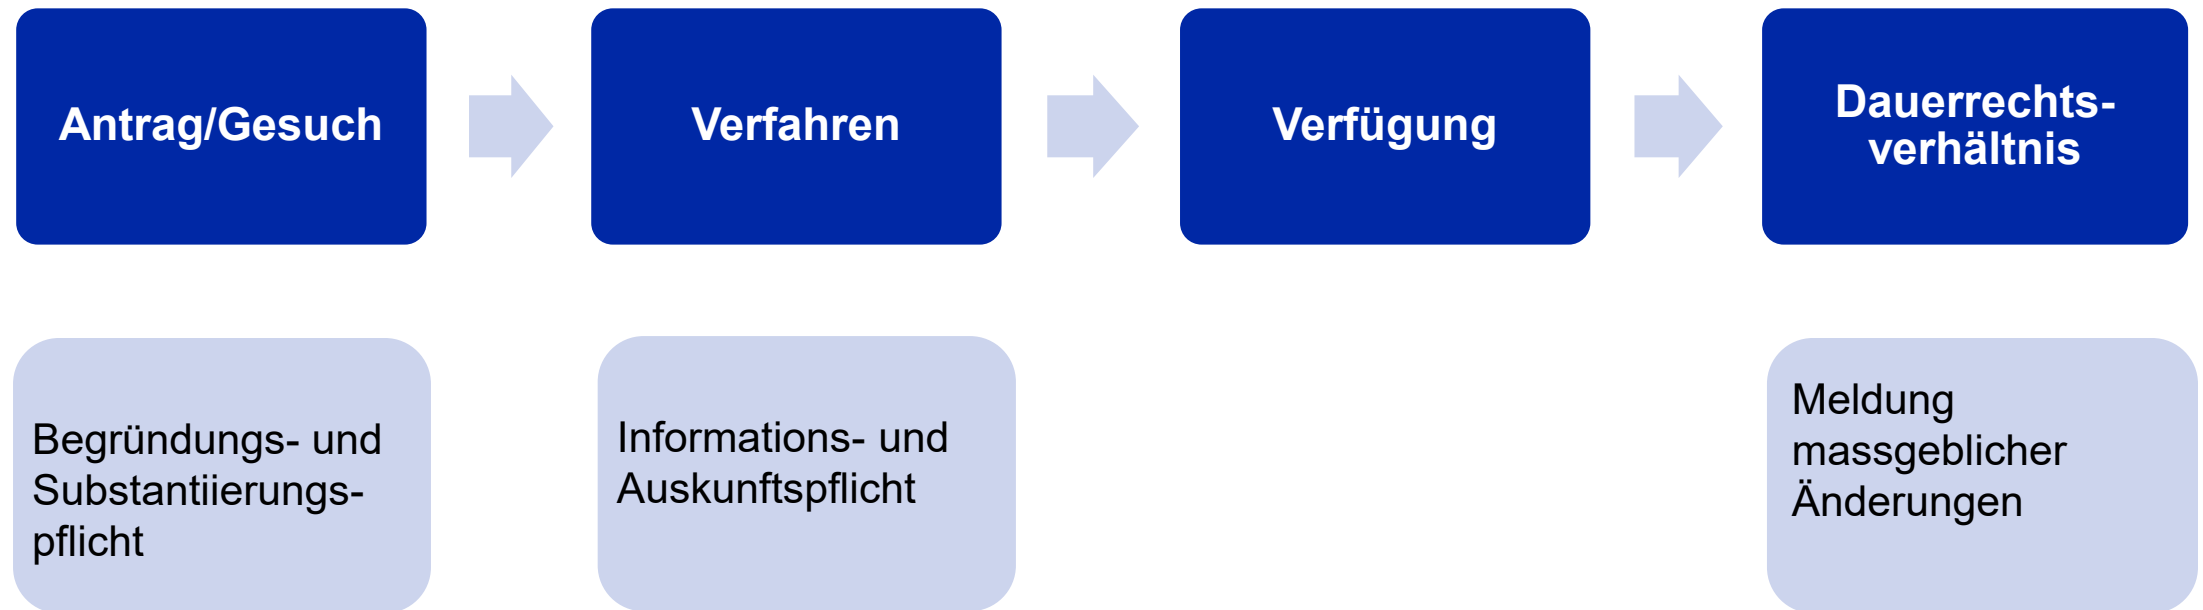 Antrag/Gesuch
Verfahren
Verfügung
Dauerrechts-
verhältnis
Begründungs- und
Substantiierungs-
pflicht
Informations- und
Auskunftspflicht
Meldung
massgeblicher
Änderungen